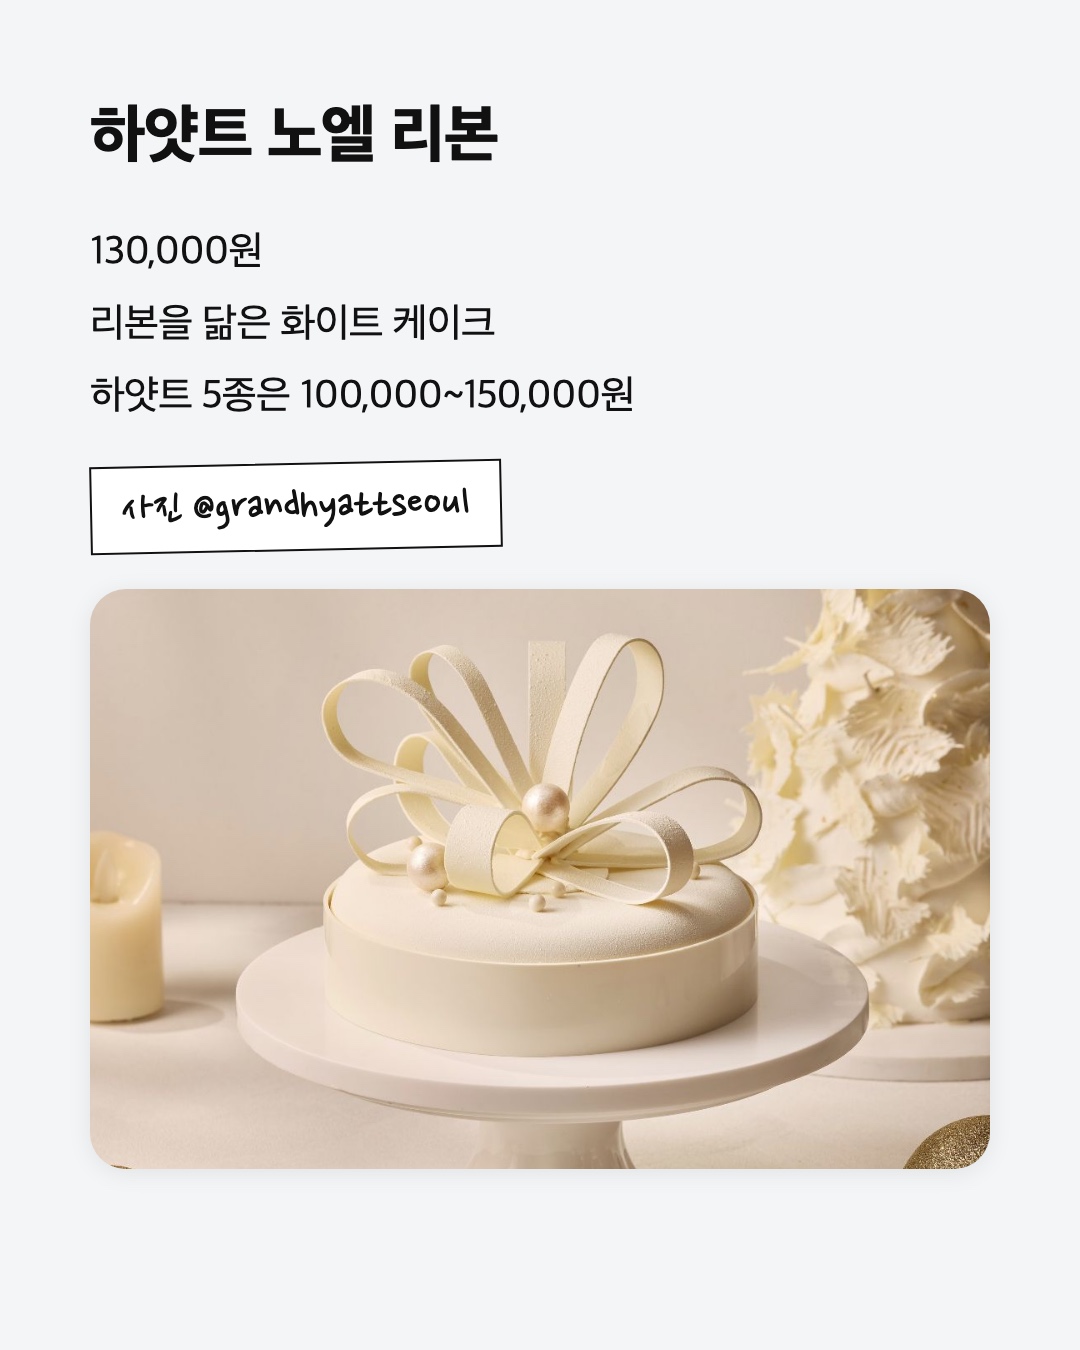 하얏트 노엘 리본
130,000원
리본을 닮은 화이트 케이크
하얏트 5종은 100,000~150,000원
사진 @grandhyattseoul